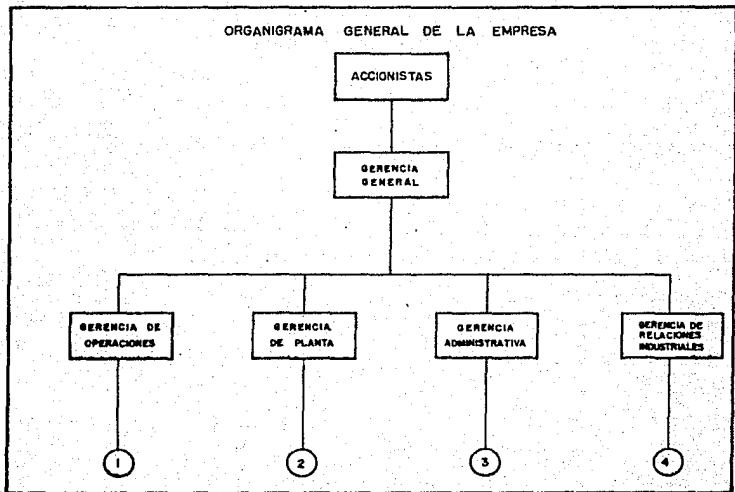 ORGANIGRAMA GENERAL DE LA EMPRESA
ACCIONISTAS
GERENCIA
GENERAL
GERENCIA DE
OPERACIONES
GERENCIA
DE PLANTA
GERENCIA
ADMINISTRATIVA
GERENCIA DE
RELACIONES
INDUSTRIALES
1
2
3
4